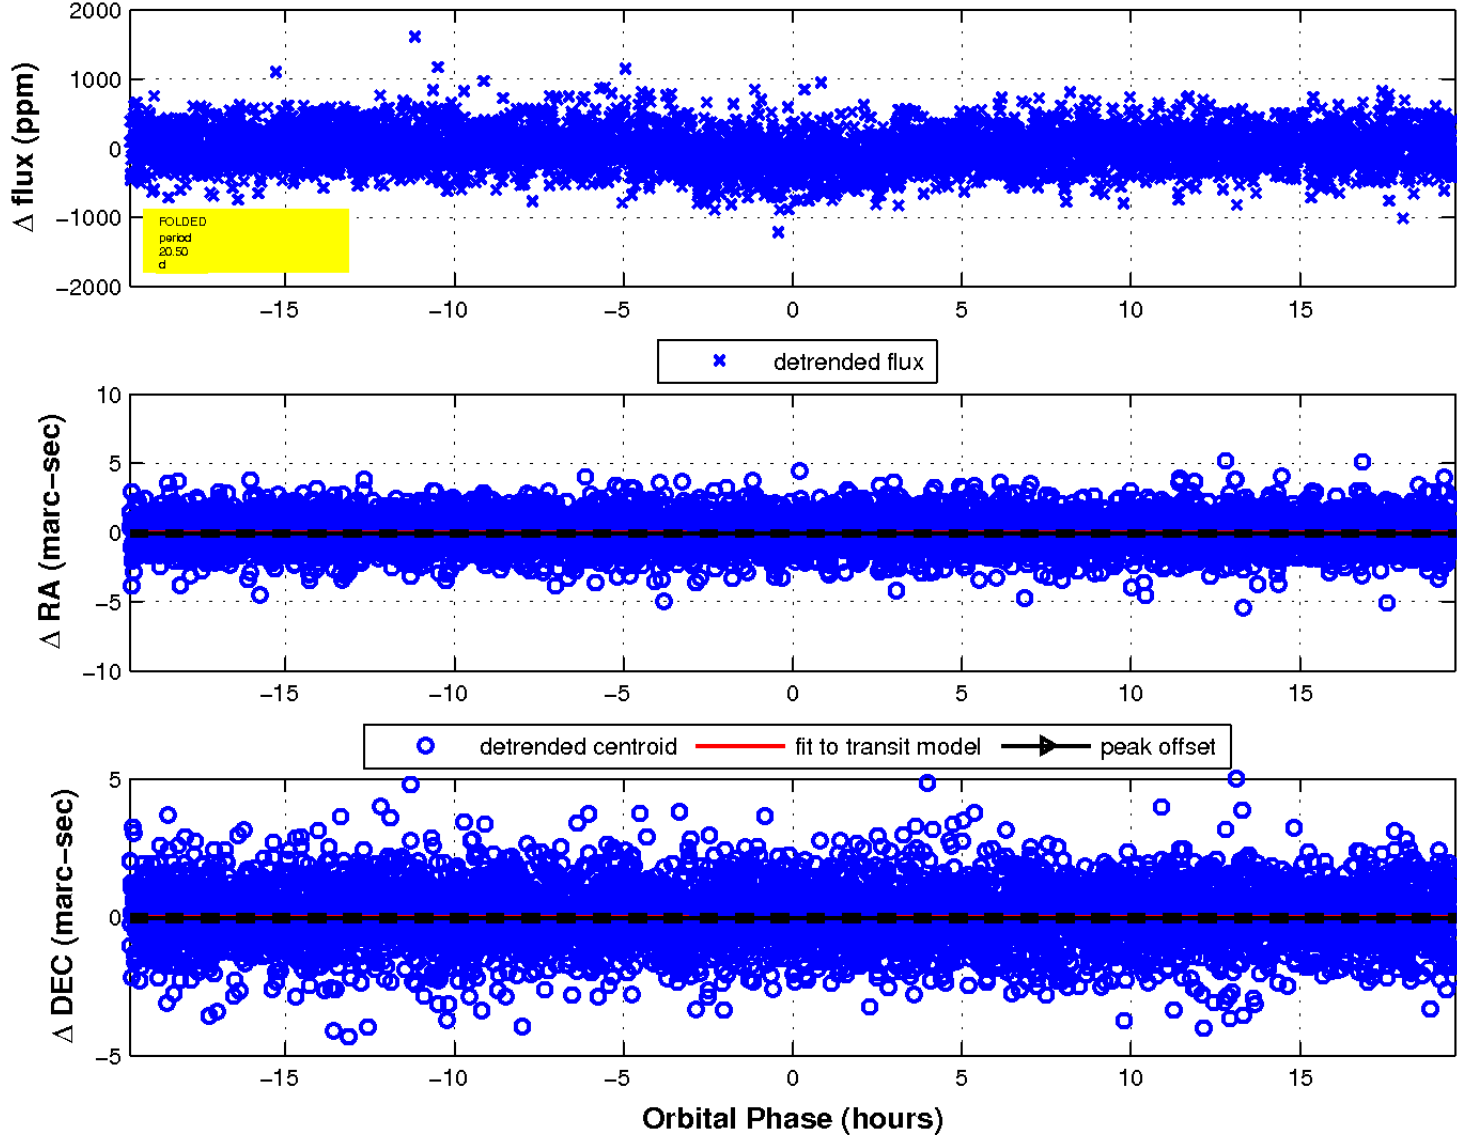 2000
1000
0
−1000
−2000
Δ flux (ppm)
FOLDED
period
20.50
d
−15 −10 −5 0 5 10 15
detrended flux
10
5
0
−5
−10
Δ RA (marc−sec)
−15 −10 −5 0 5 10 15
detrended centroid fit to transit model peak offset
5
0
−5
Δ DEC (marc−sec)
−15 −10 −5 0 5 10 15
Orbital Phase (hours)